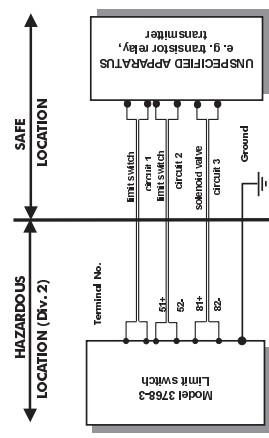 SAFE
LOCATION
UNSPECIFIED APPARATUS
e. g. transistor relay,
transmitter
limit switch
circuit 1
limit switch
circuit 2
solenoid valve
circuit 3
Ground
HAZARDOUS
LOCATION (Div. 2)
Terminal No.
51+
52-
81+
82-
Model 3768-3
Limit switch